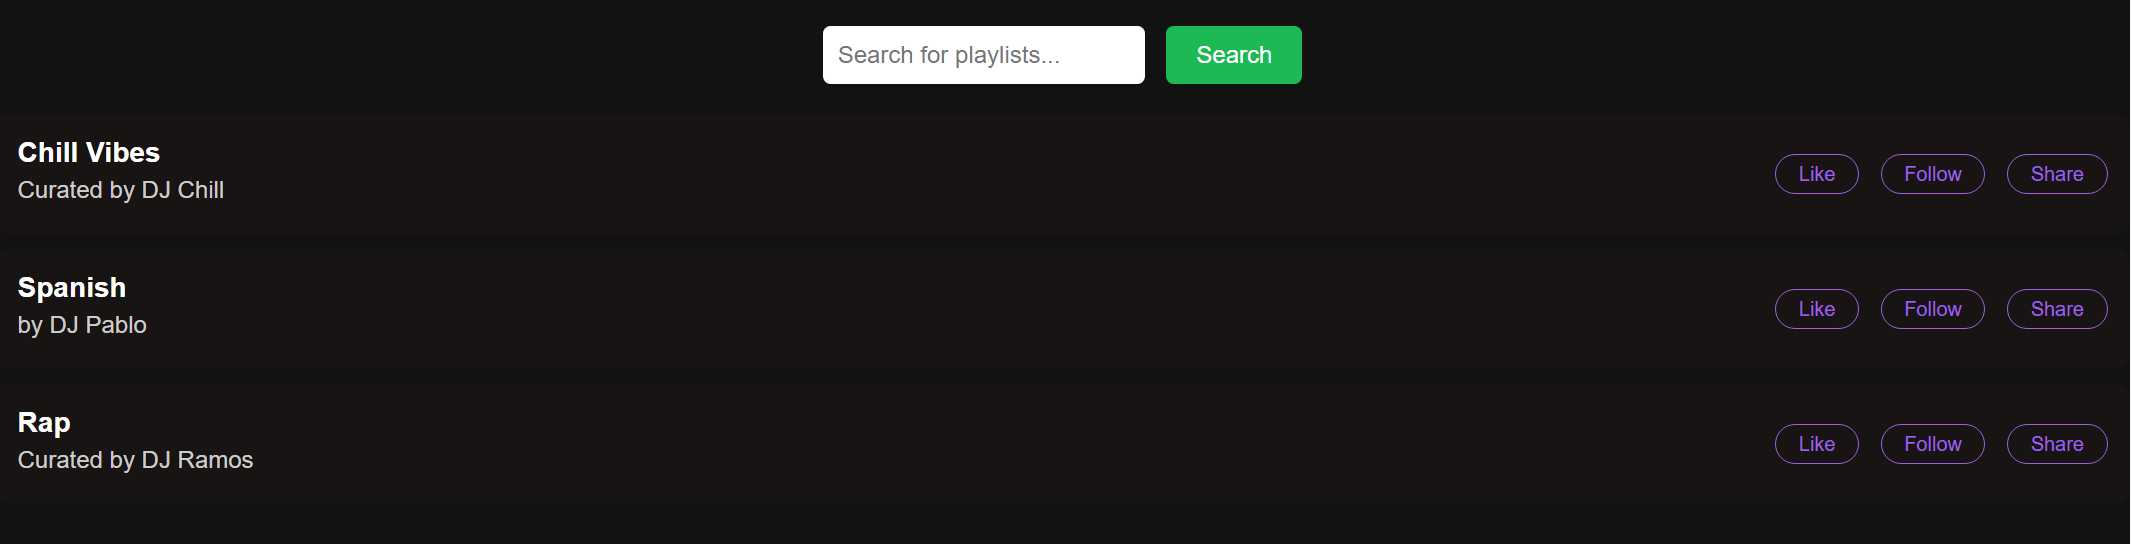 Search for playlists... Search
Chill Vibes
Curated by DJ Chill
Like Follow Share
Spanish
by DJ Pablo
Like Follow Share
Rap
Curated by DJ Ramos
Like Follow Share